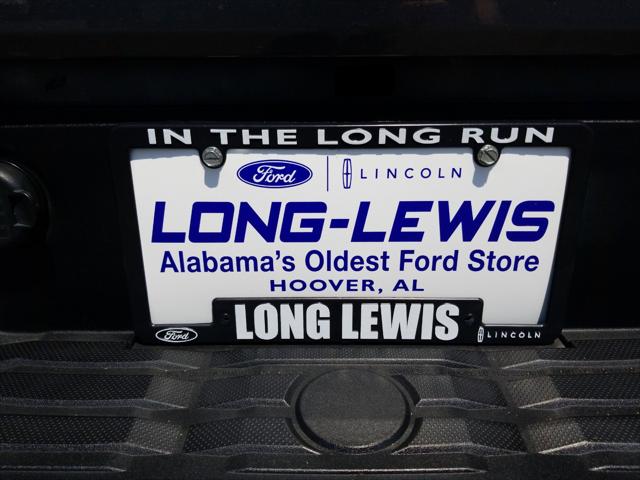 IN THE LONG RUN
Ford LINCOLN
LONG-LEWIS
Alabama's Oldest Ford Store
HOOVER, AL
Ford LONG LEWIS LINCOLN